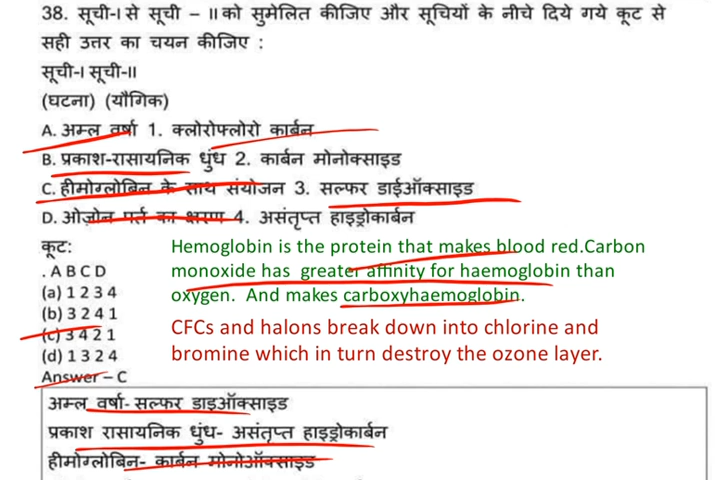 38. सूची-I से सूची – II को सुमेलित कीजिए और सूचियों के नीचे दिये गये कूट से
सही उत्तर का चयन कीजिए :
सूची-I सूची-II
(घटना) (यौगिक)
A. अम्ल वर्षा 1. क्लोरोफ्लोरो कार्बन
B. प्रकाश-रासायनिक धुंध 2. कार्बन मोनोक्साइड
C. हीमोग्लोबिन के साथ संयोजन 3. सल्फर डाईऑक्साइड
D. ओज़ोन पर्त का क्षरण 4. असंतृप्त हाइड्रोकार्बन
कूट:
. A B C D
(a) 1 2 3 4
(b) 3 2 4 1
(c) 3 4 2 1
(d) 1 3 2 4
Answer – C
Hemoglobin is the protein that makes blood red.Carbon
monoxide has greater affinity for haemoglobin than
oxygen. And makes carboxyhaemoglobin.
CFCs and halons break down into chlorine and
bromine which in turn destroy the ozone layer.
अम्ल वर्षा- सल्फर डाइऑक्साइड
प्रकाश रासायनिक धुंध- असंतृप्त हाइड्रोकार्बन
हीमोग्लोबिन- कार्बन मोनोऑक्साइड